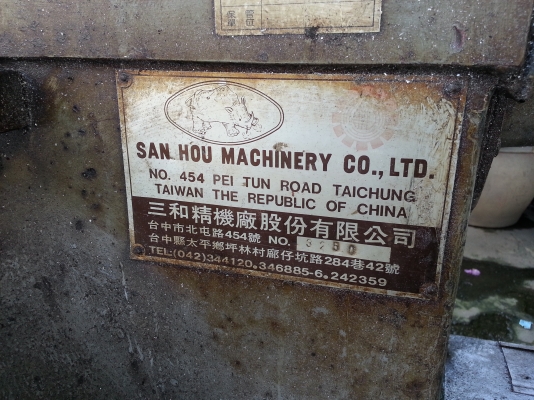 SAN HOU MACHINERY CO., LTD.
NO. 454 PEI TUN ROAD TAICHUNG
TAIWAN THE REPUBLIC OF CHINA
三和精機廠股份有限公司
台中市北屯路454號 NO.
台中縣太平鄉坪林村廍仔坑路284巷42號
TEL:(042)344120.346885-6.242359